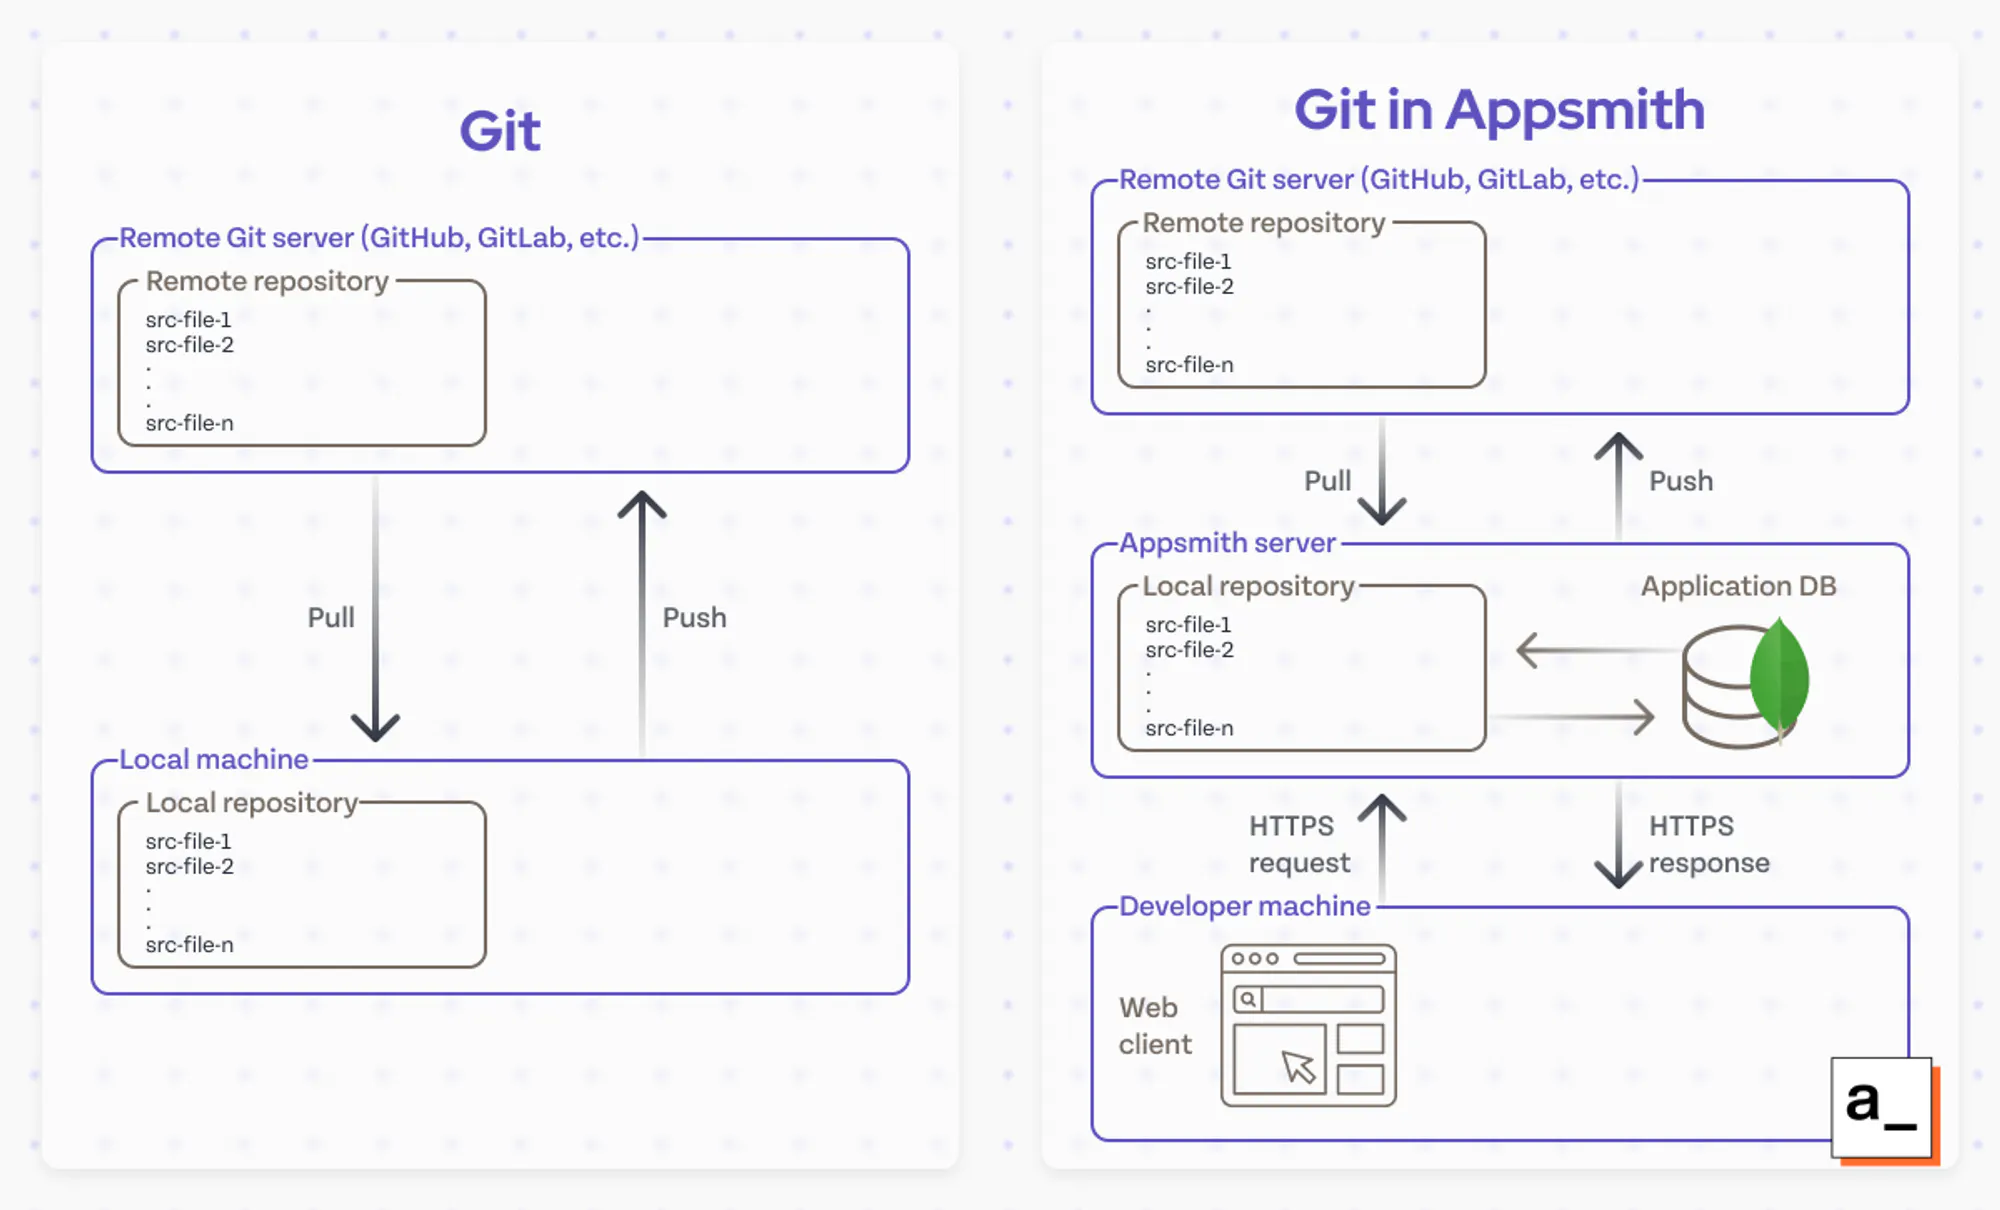 Git
Remote Git server (GitHub, GitLab, etc.)
Remote repository
src-file-1
src-file-2
.
.
.
src-file-n
Pull
Push
Local machine
Local repository
src-file-1
src-file-2
.
.
.
src-file-n
Git in Appsmith
Remote Git server (GitHub, GitLab, etc.)
Remote repository
src-file-1
src-file-2
.
.
.
src-file-n
Pull
Push
Appsmith server
Local repository
src-file-1
src-file-2
.
.
.
src-file-n
Application DB
HTTPS
request
HTTPS
response
Developer machine
Web
client
a_